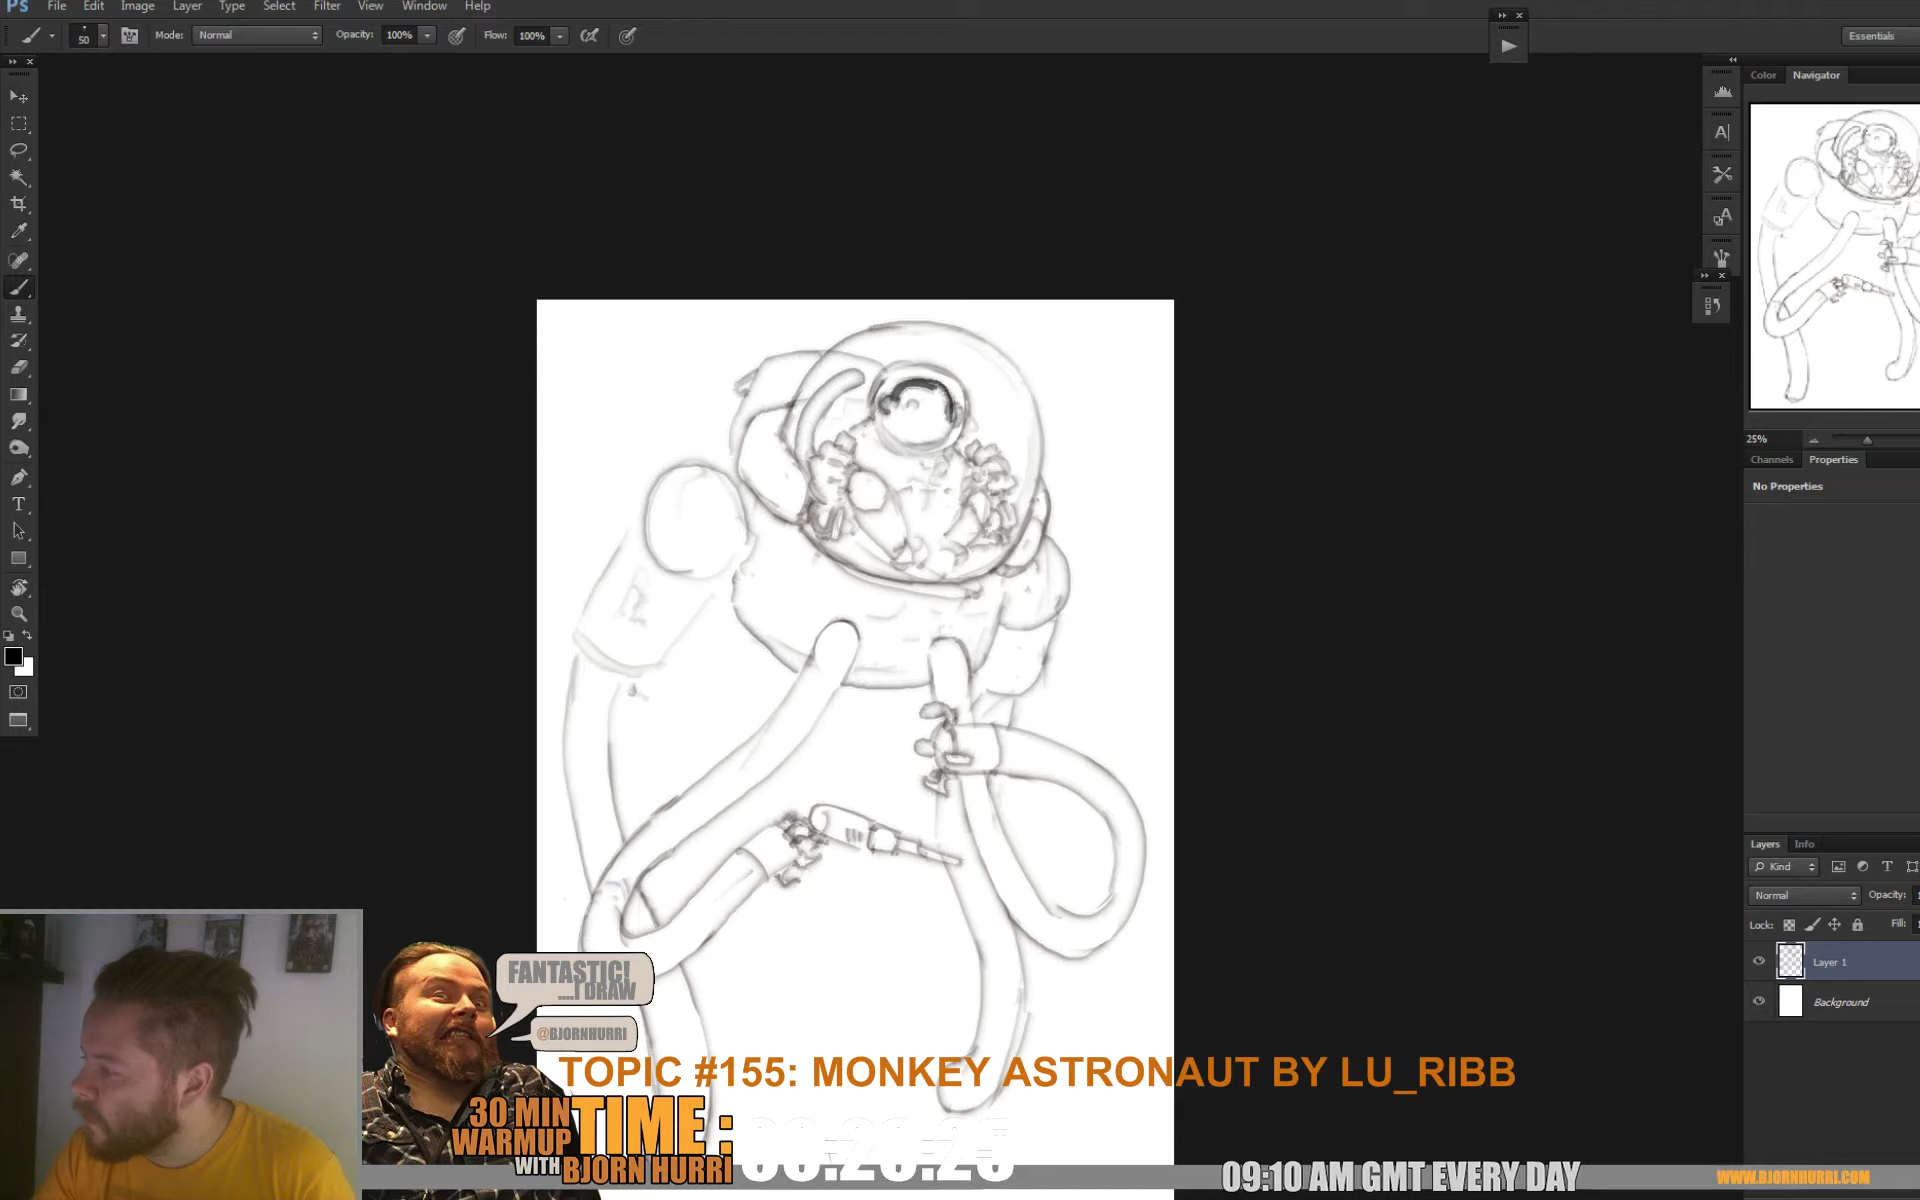 Ps File Edit Image Layer Type Select Filter View Window Help
50 Mode: Normal Opacity: 100% Flow: 100%
Essentials
Color Navigator
25%
Channels Properties
No Properties
Layers Info
Kind
Normal Opacity: 1
Lock: Fill: 1
Layer 1
Background
FANTASTIC!
....I DRAW
@BJORNHURRI
TOPIC #155: MONKEY ASTRONAUT BY LU_RIBB
30 MIN
WARMUP
WITH BJORN HURRI
TIME :
09:10 AM GMT EVERY DAY
WWW.BJORNHURRI.COM